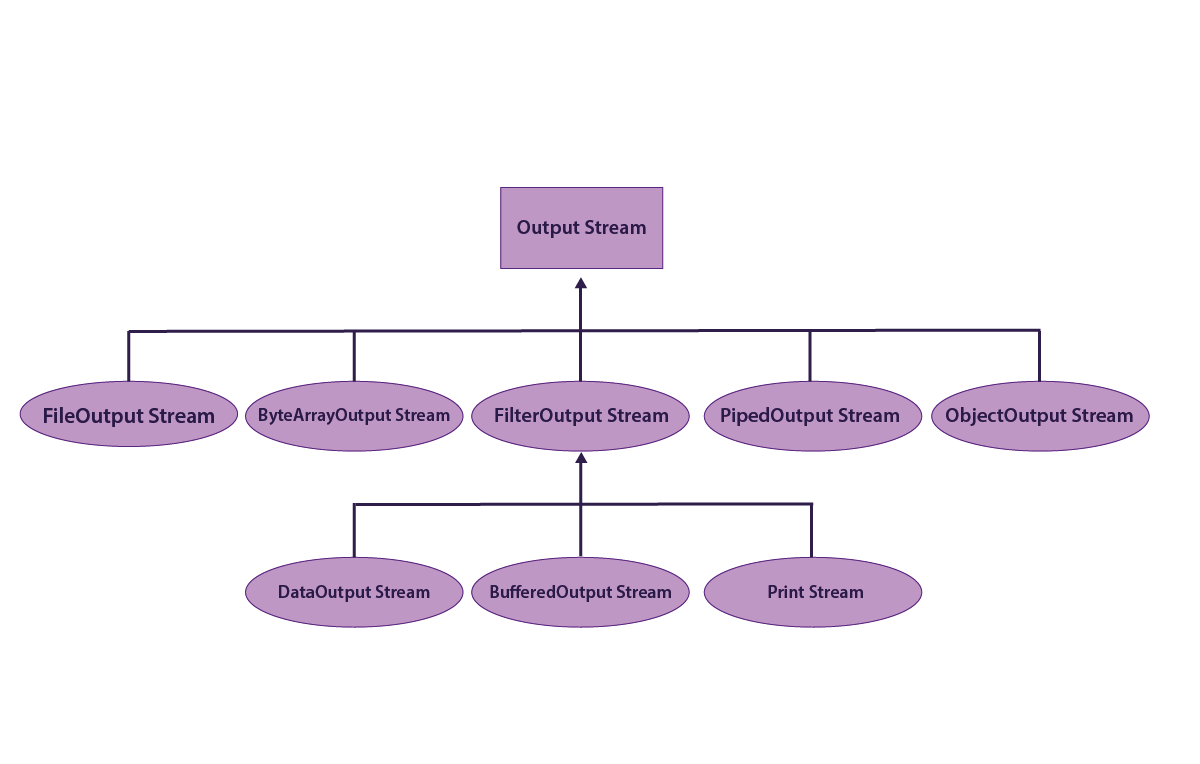 Output Stream
FileOutput Stream
ByteArrayOutput Stream
FilterOutput Stream
PipedOutput Stream
ObjectOutput Stream
DataOutput Stream
BufferedOutput Stream
Print Stream